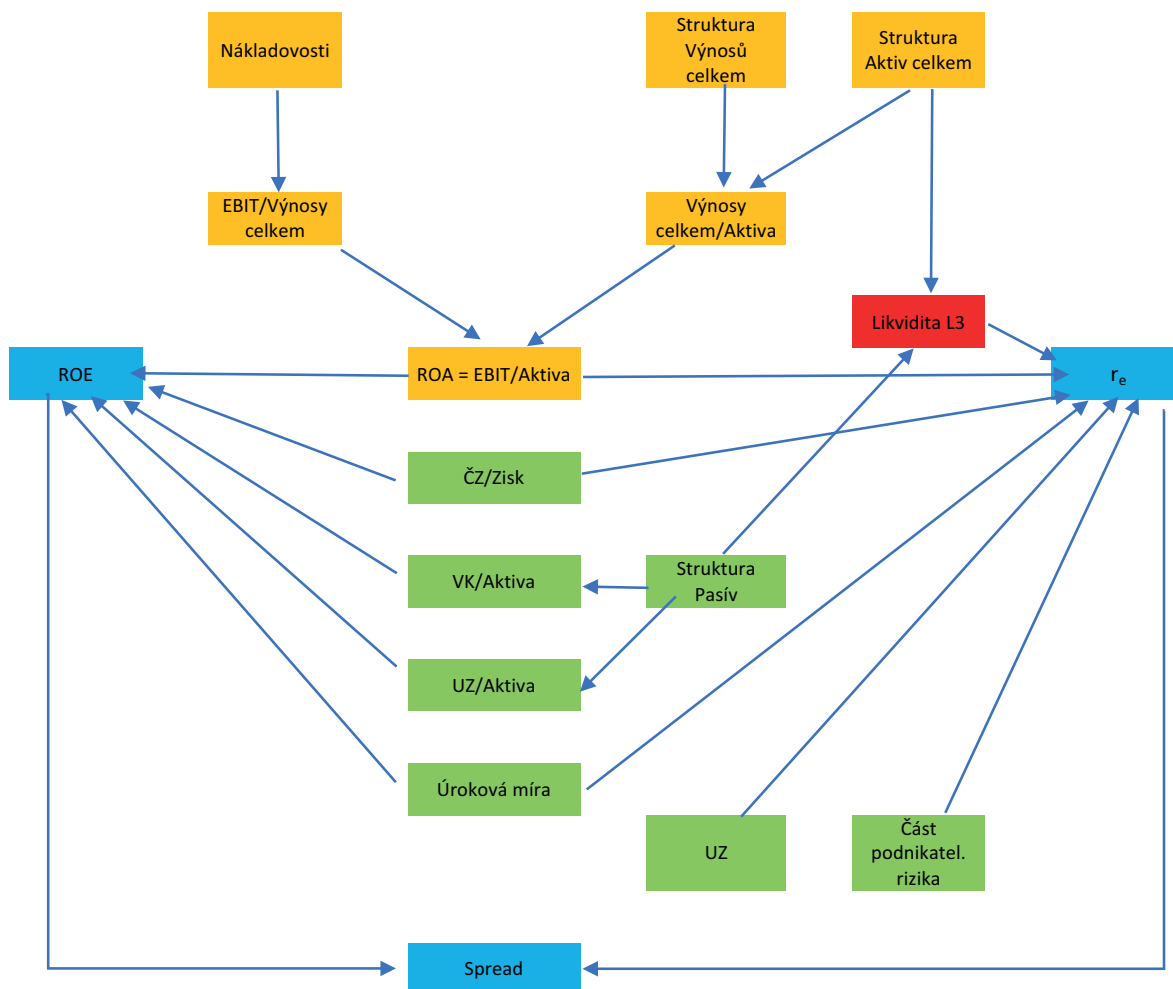 Nákladovosti
Struktura
Výnosů
celkem
Struktura
Aktiv celkem
EBIT/Výnosy
celkem
Výnosy
celkem/Aktiva
Likvidita L3
ROE
ROA = EBIT/Aktiva
rₑ
ČZ/Zisk
VK/Aktiva
Struktura
Pasív
UZ/Aktiva
Úroková míra
UZ
Část
podnikatel.
rizika
Spread